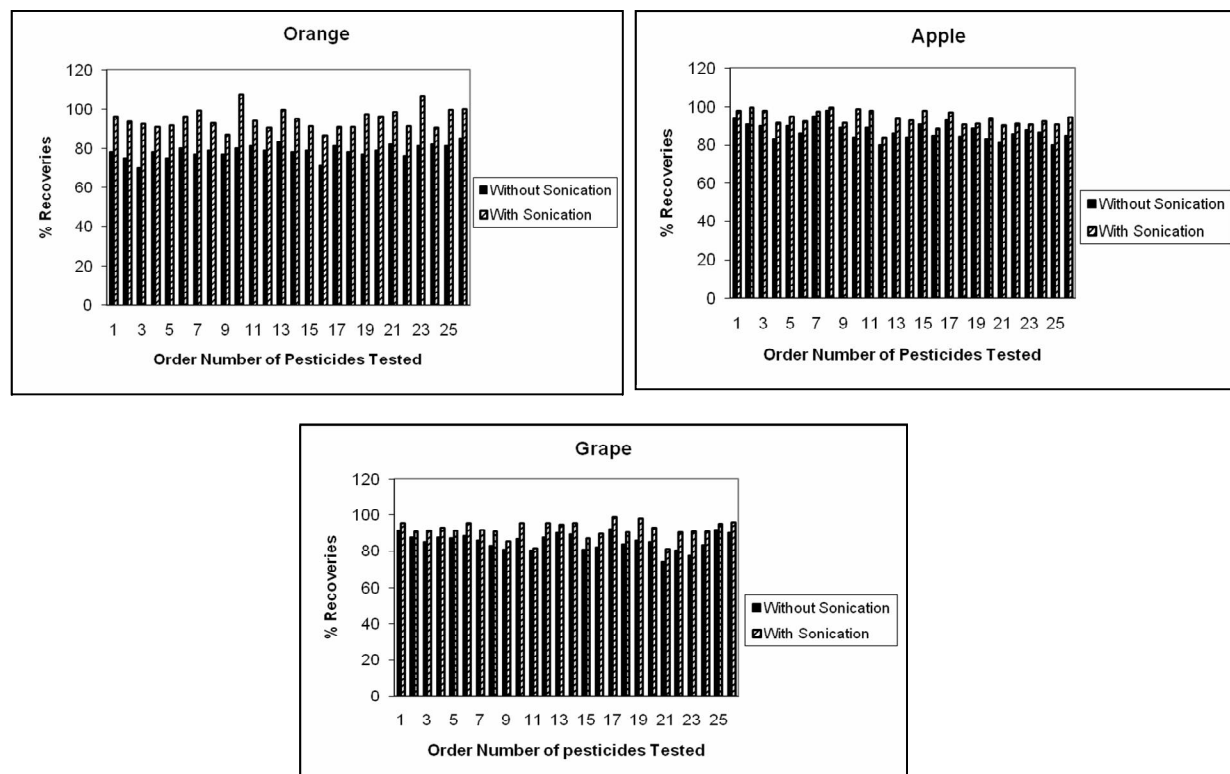 Orange
120
100
80
60
40
20
0
% Recoveries
1 3 5 7 9 11 13 15 17 19 21 23 25
Order Number of Pesticides Tested
Without Sonication
With Sonication
Apple
120
100
80
60
40
20
0
% Recoveries
1 3 5 7 9 11 13 15 17 19 21 23 25
Order Number of Pesticides Tested
Without Sonication
With Sonication
Grape
120
100
80
60
40
20
0
% Recoveries
1 3 5 7 9 11 13 15 17 19 21 23 25
Order Number of pesticides Tested
Without Sonication
With Sonication